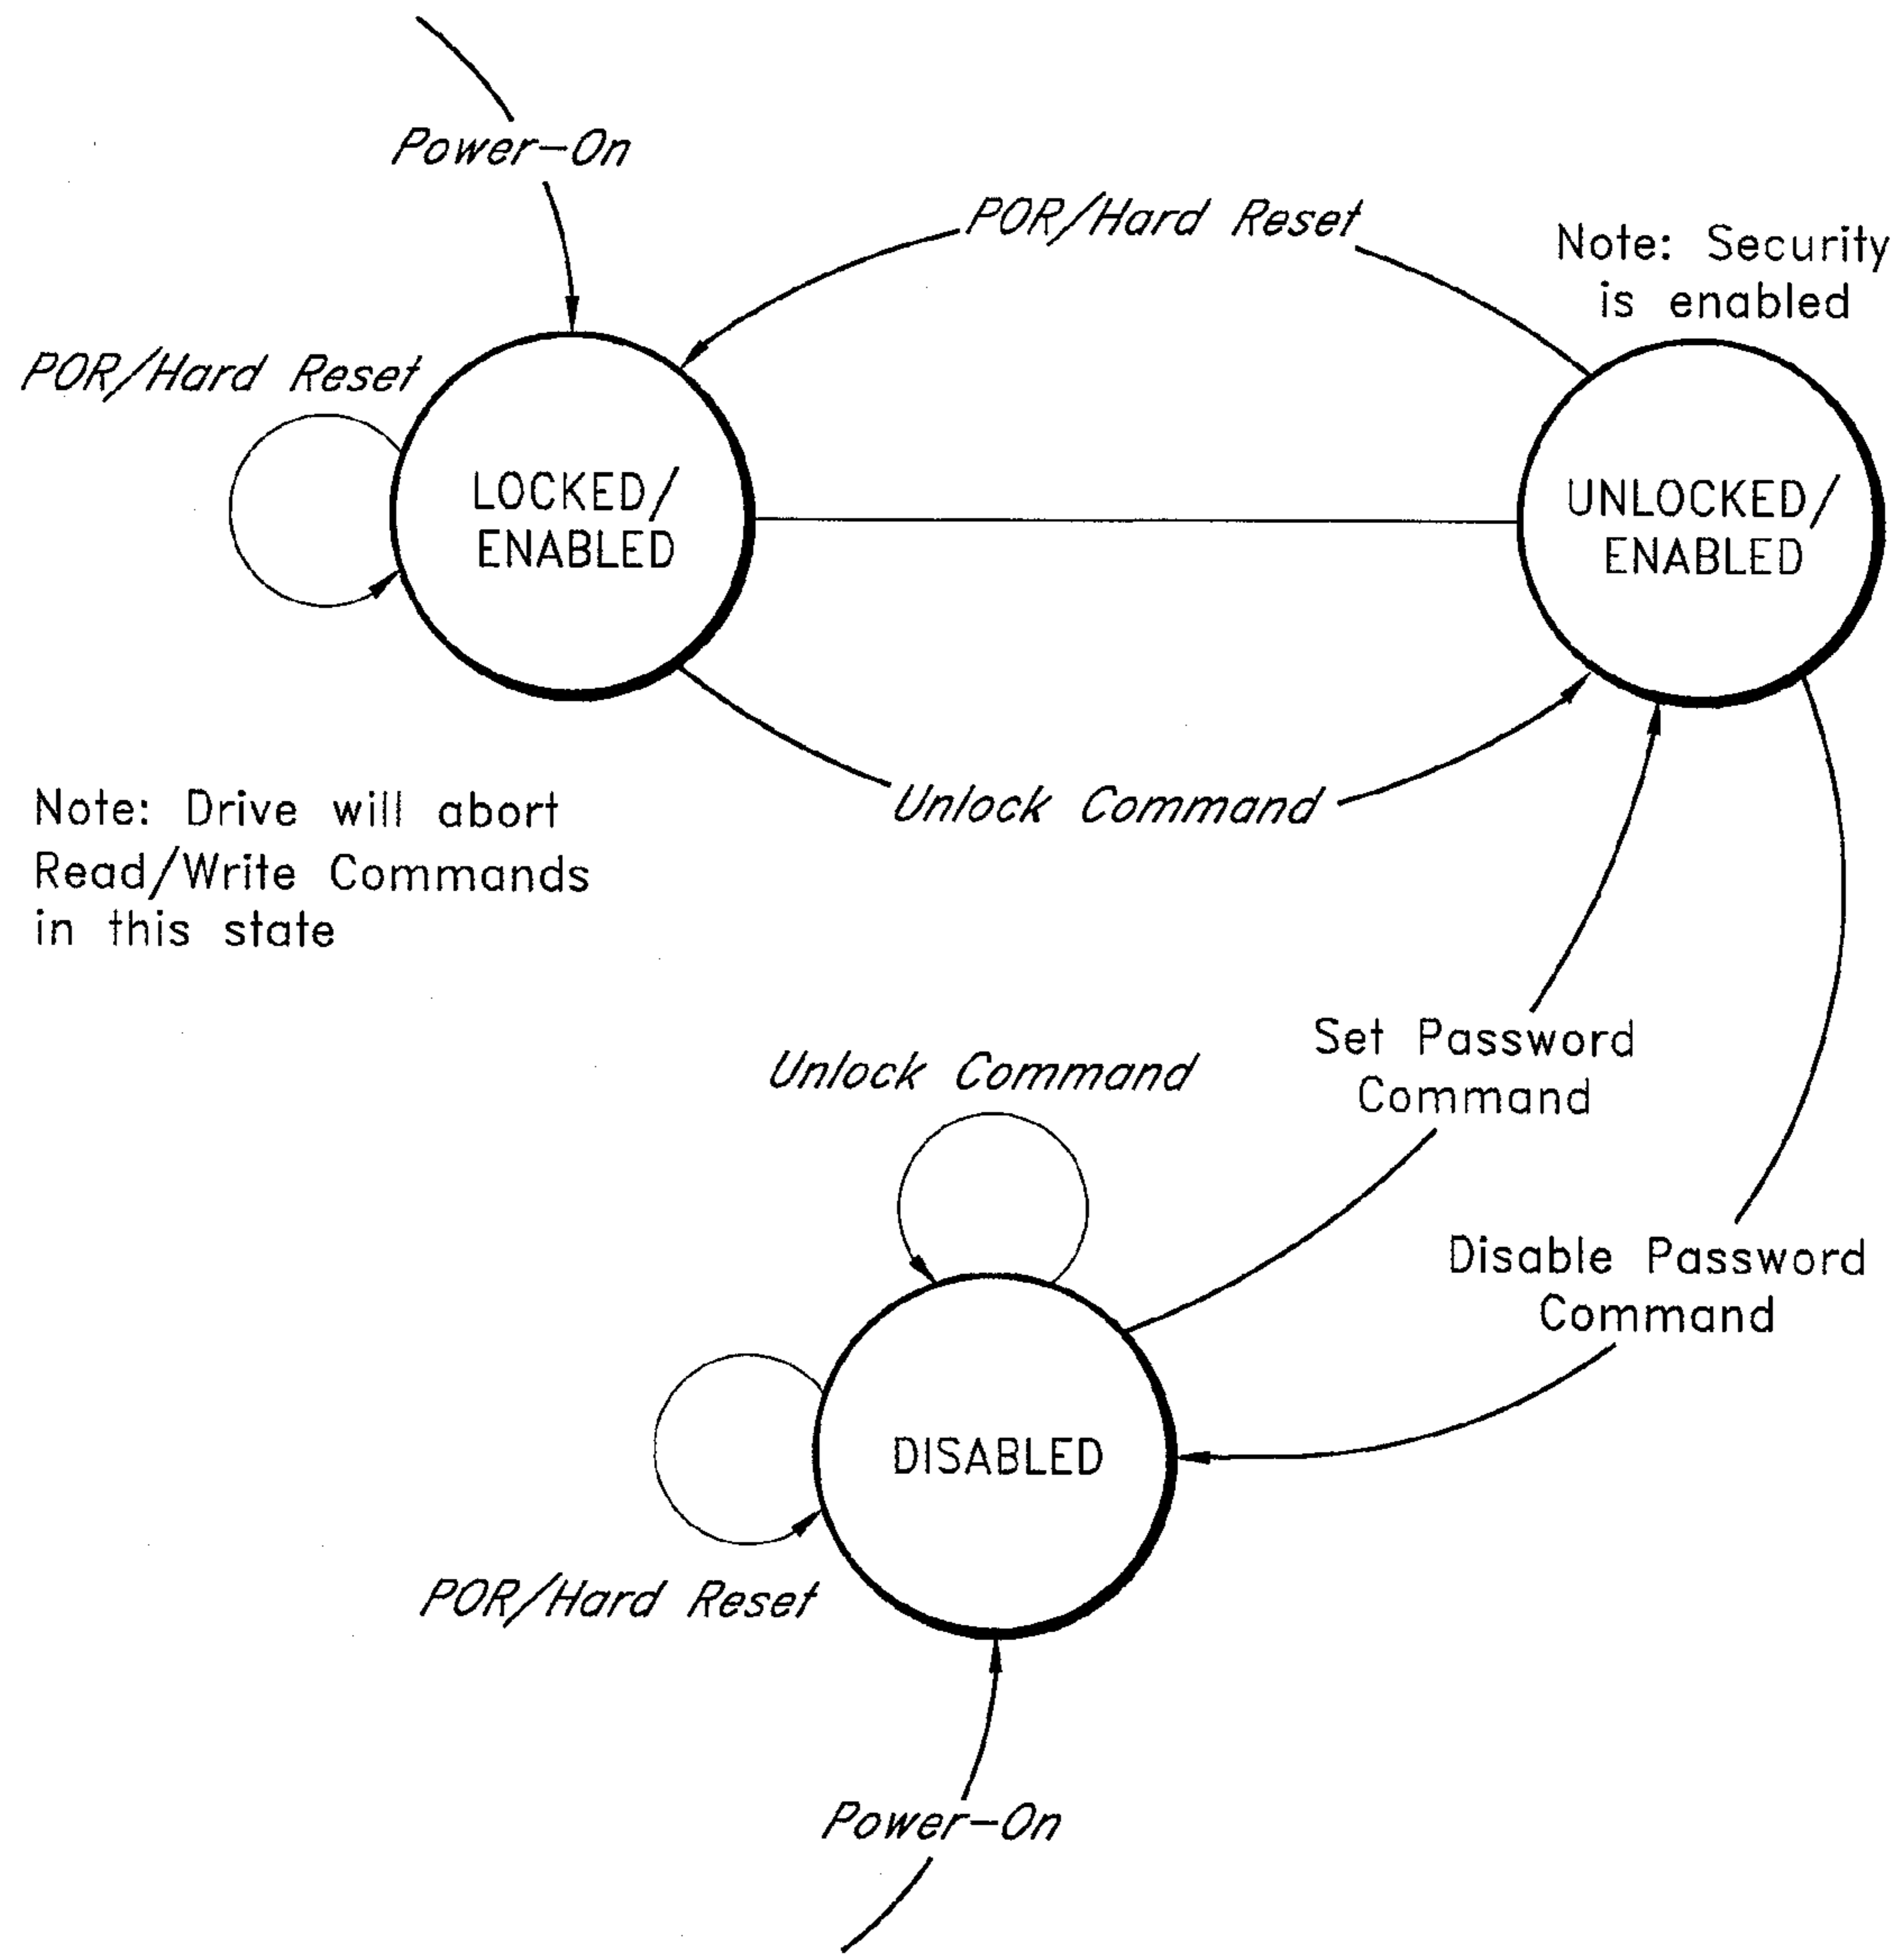 Power-On
POR/Hard Reset
Note: Security
is enabled
POR/Hard Reset
LOCKED/
ENABLED
UNLOCKED/
ENABLED
Unlock Command
Note: Drive will abort
Read/Write Commands
in this state
Set Password
Command
Unlock Command
Disable Password
Command
DISABLED
POR/Hard Reset
Power-On